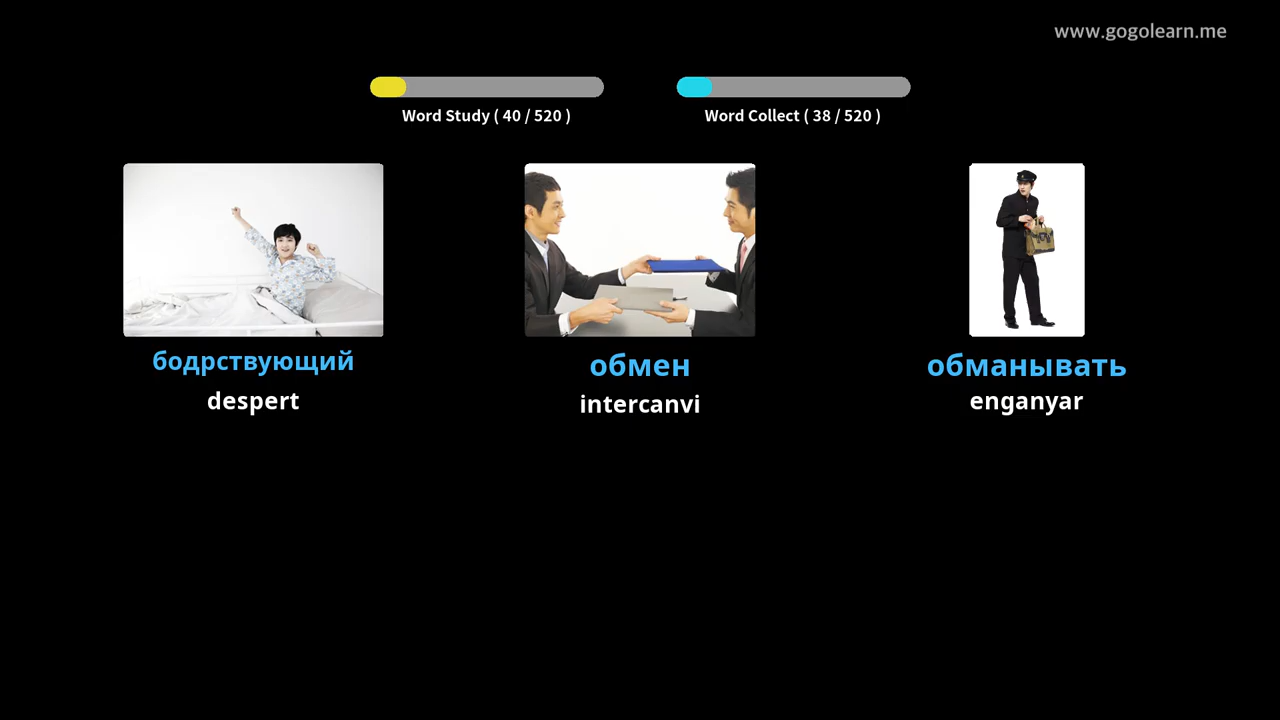 www.gogolearn.me
Word Study ( 40 / 520 )
Word Collect ( 38 / 520 )
бодрствующий
despert
обмен
intercanvi
обманывать
enganyar